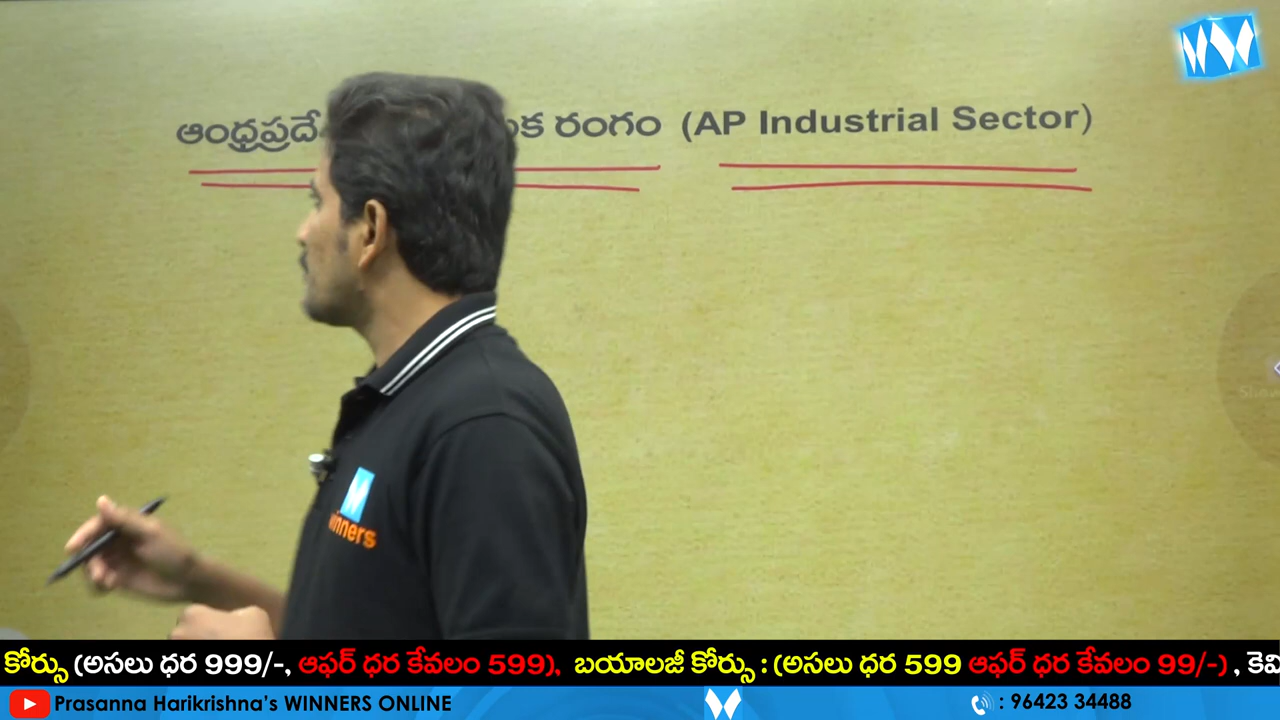 ఆంధ్రప్రదే రంగం (AP Industrial Sector)
winners
కోర్సు (అసలు ధర 999/-, ఆఫర్ ధర కేవలం 599), బయాలజీ కోర్సు : (అసలు ధర 599 ఆఫర్ ధర కేవలం 99/-) ,
Prasanna Harikrishna's WINNERS ONLINE
: 96423 34488